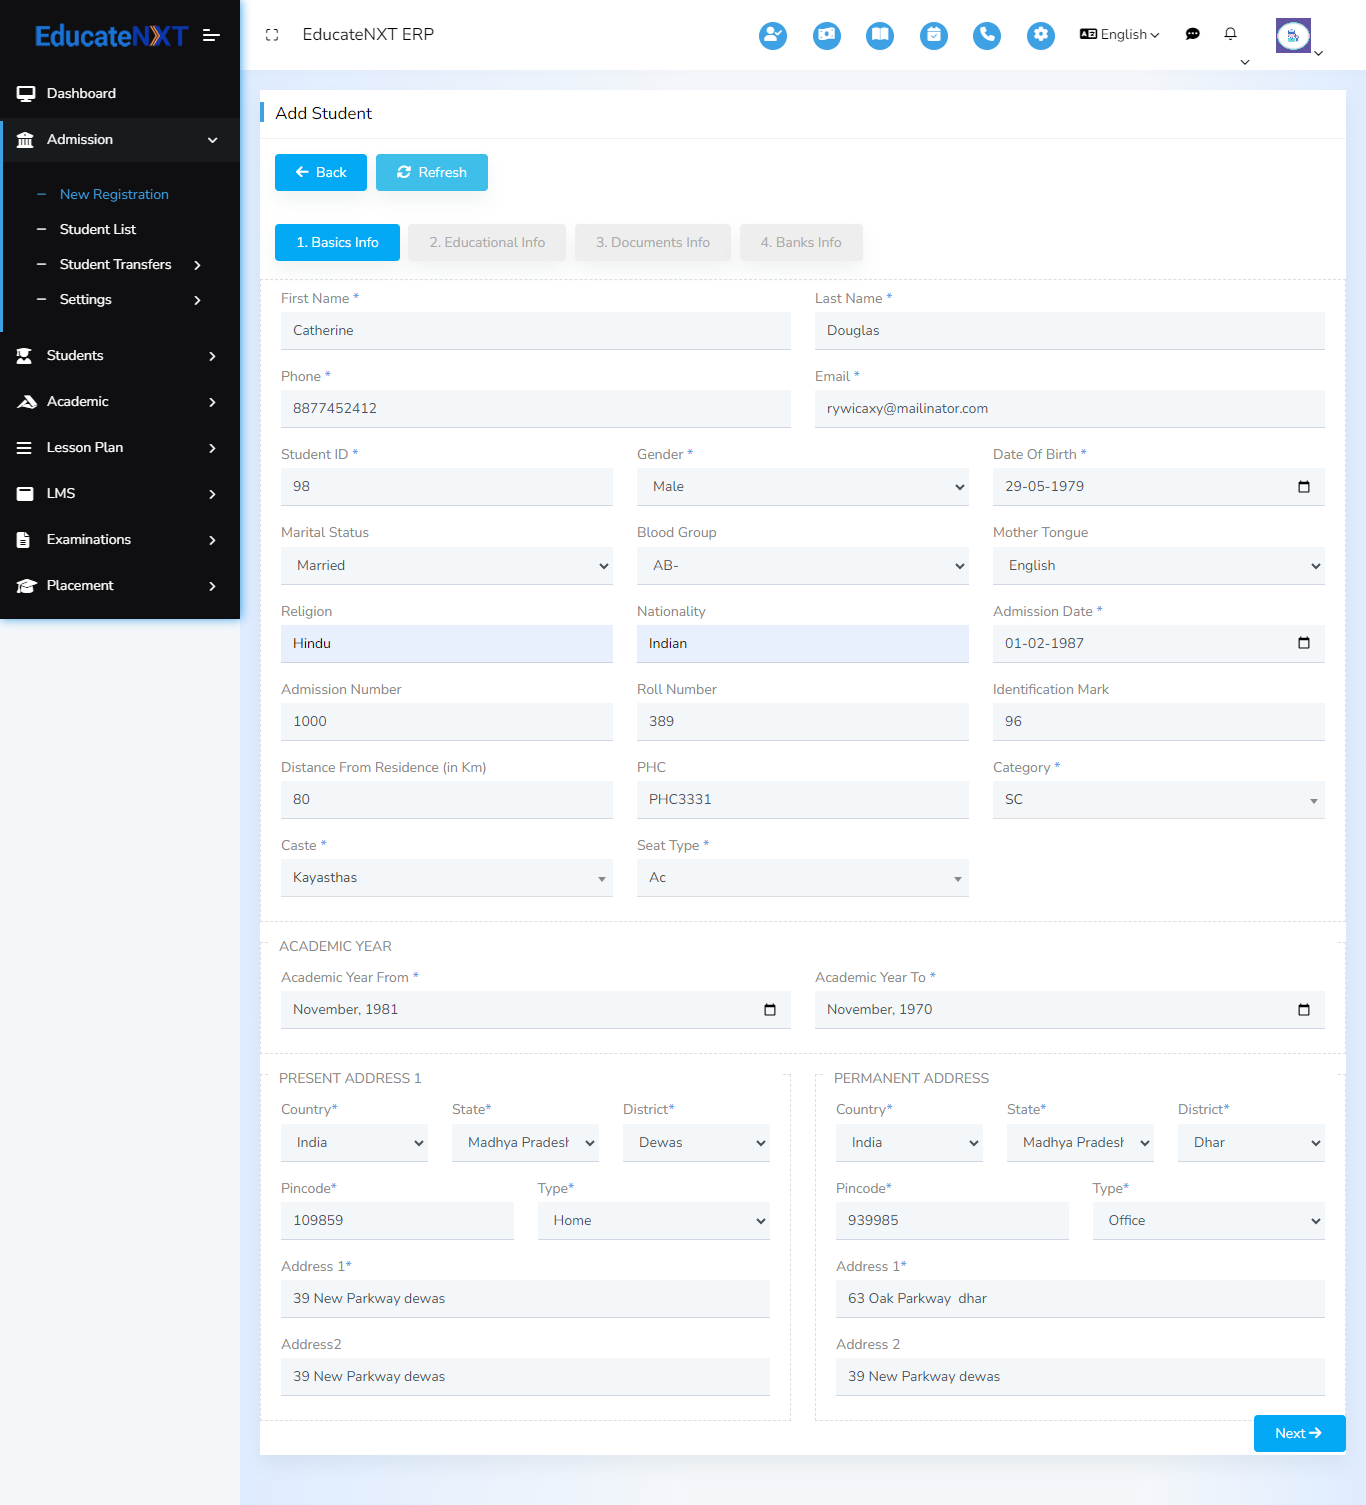 EducateNXT
EducateNXT ERP
English
Dashboard
Admission
New Registration
Student List
Student Transfers
Settings
Students
Academic
Lesson Plan
LMS
Examinations
Placement
Add Student
Back Refresh
1. Basics Info 2. Educational Info 3. Documents Info 4. Banks Info
First Name * Last Name *
Catherine Douglas
Phone * Email *
8877452412 rywicaxy@mailinator.com
Student ID * Gender * Date Of Birth *
98 Male 29-05-1979
Marital Status Blood Group Mother Tongue
Married AB- English
Religion Nationality Admission Date *
Hindu Indian 01-02-1987
Admission Number Roll Number Identification Mark
1000 389 96
Distance From Residence (in Km) PHC Category *
80 PHC3331 SC
Caste * Seat Type *
Kayasthas Ac
ACADEMIC YEAR
Academic Year From * Academic Year To *
November, 1981 November, 1970
PRESENT ADDRESS 1
Country* State* District*
India Madhya Pradesh Dewas
Pincode* Type*
109859 Home
Address 1*
39 New Parkway dewas
Address2
39 New Parkway dewas
PERMANENT ADDRESS
Country* State* District*
India Madhya Pradesh Dhar
Pincode* Type*
939985 Office
Address 1*
63 Oak Parkway  dhar
Address 2
39 New Parkway dewas
Next